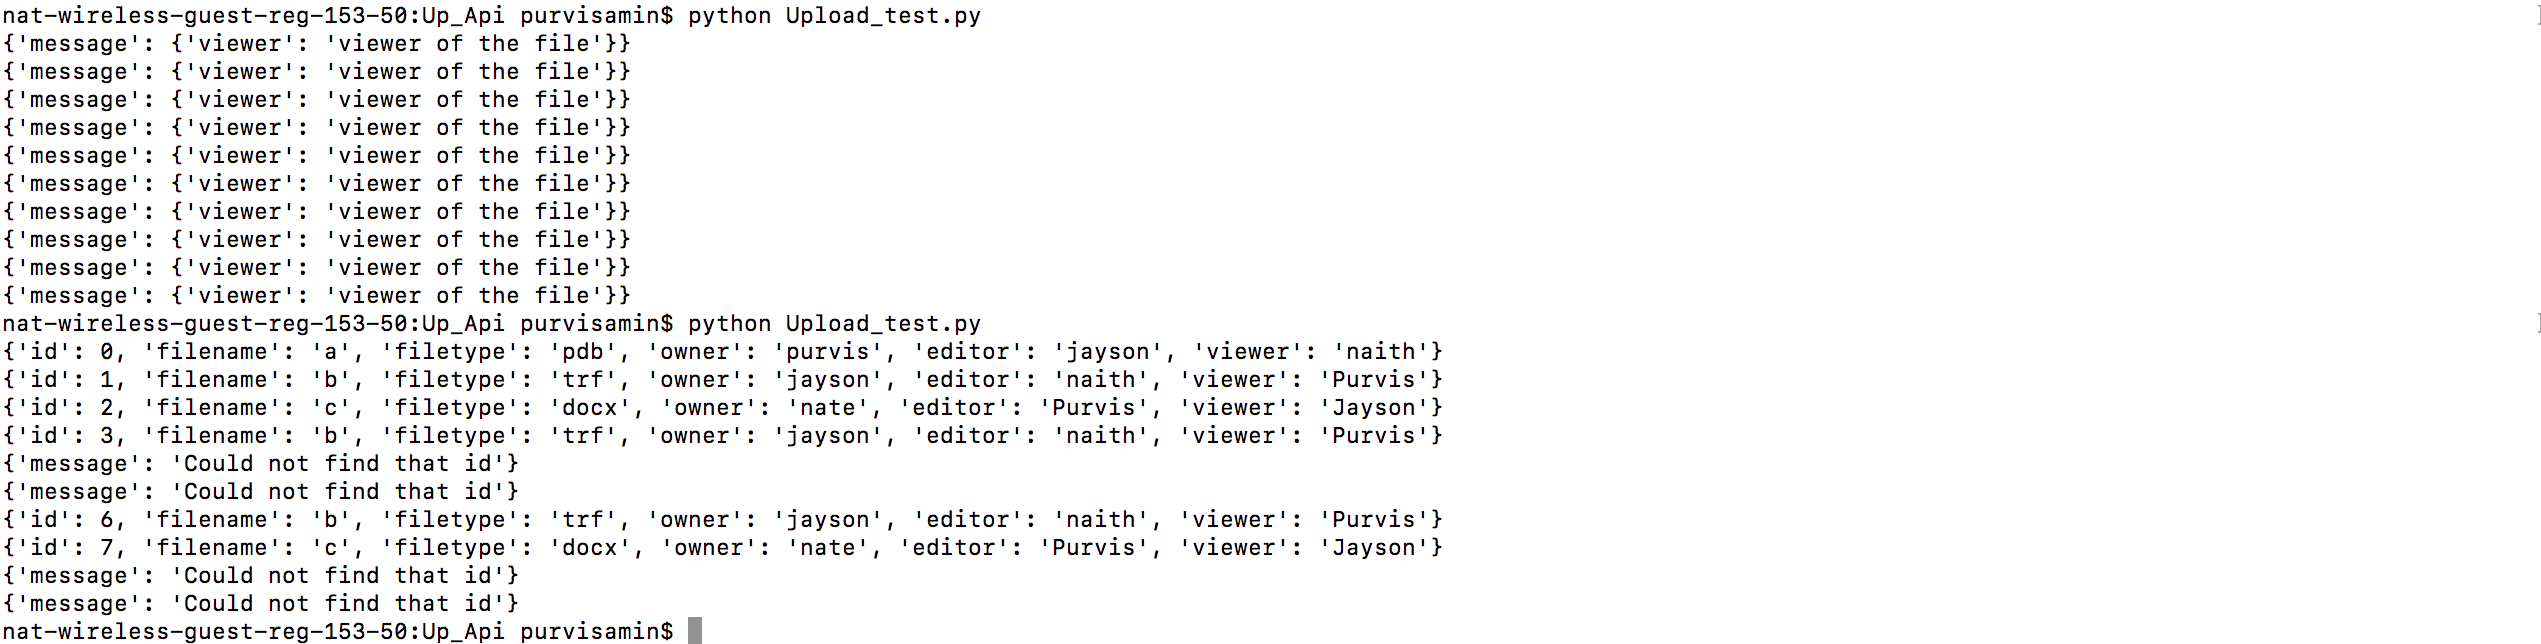 nat-wireless-guest-reg-153-50:Up_Api purvisamin$ python Upload_test.py
{'message': {'viewer': 'viewer of the file'}}
{'message': {'viewer': 'viewer of the file'}}
{'message': {'viewer': 'viewer of the file'}}
{'message': {'viewer': 'viewer of the file'}}
{'message': {'viewer': 'viewer of the file'}}
{'message': {'viewer': 'viewer of the file'}}
{'message': {'viewer': 'viewer of the file'}}
{'message': {'viewer': 'viewer of the file'}}
{'message': {'viewer': 'viewer of the file'}}
{'message': {'viewer': 'viewer of the file'}}
nat-wireless-guest-reg-153-50:Up_Api purvisamin$ python Upload_test.py
{'id': 0, 'filename': 'a', 'filetype': 'pdb', 'owner': 'purvis', 'editor': 'jayson', 'viewer': 'naith'}
{'id': 1, 'filename': 'b', 'filetype': 'trf', 'owner': 'jayson', 'editor': 'naith', 'viewer': 'Purvis'}
{'id': 2, 'filename': 'c', 'filetype': 'docx', 'owner': 'nate', 'editor': 'Purvis', 'viewer': 'Jayson'}
{'id': 3, 'filename': 'b', 'filetype': 'trf', 'owner': 'jayson', 'editor': 'naith', 'viewer': 'Purvis'}
{'message': 'Could not find that id'}
{'message': 'Could not find that id'}
{'id': 6, 'filename': 'b', 'filetype': 'trf', 'owner': 'jayson', 'editor': 'naith', 'viewer': 'Purvis'}
{'id': 7, 'filename': 'c', 'filetype': 'docx', 'owner': 'nate', 'editor': 'Purvis', 'viewer': 'Jayson'}
{'message': 'Could not find that id'}
{'message': 'Could not find that id'}
nat-wireless-guest-reg-153-50:Up_Api purvisamin$